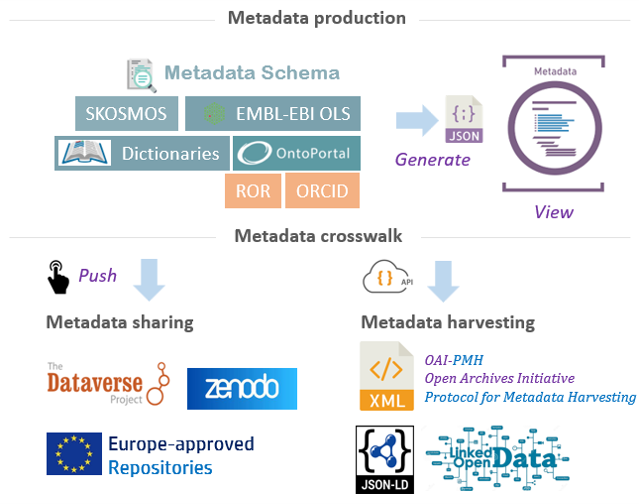 Metadata production
Metadata Schema
SKOSMOS
EMBL-EBI OLS
Dictionaries
OntoPortal
ROR
ORCID
Generate
{;}
JSON
Metadata
View
Metadata crosswalk
Push
{ } API
Metadata sharing
Metadata harvesting
The
Dataverse
Project
zenodo
</>
XML
OAI-PMH
Open Archives Initiative
Protocol for Metadata Harvesting
Europe-approved
Repositories
JSON-LD
Linked
Open Data